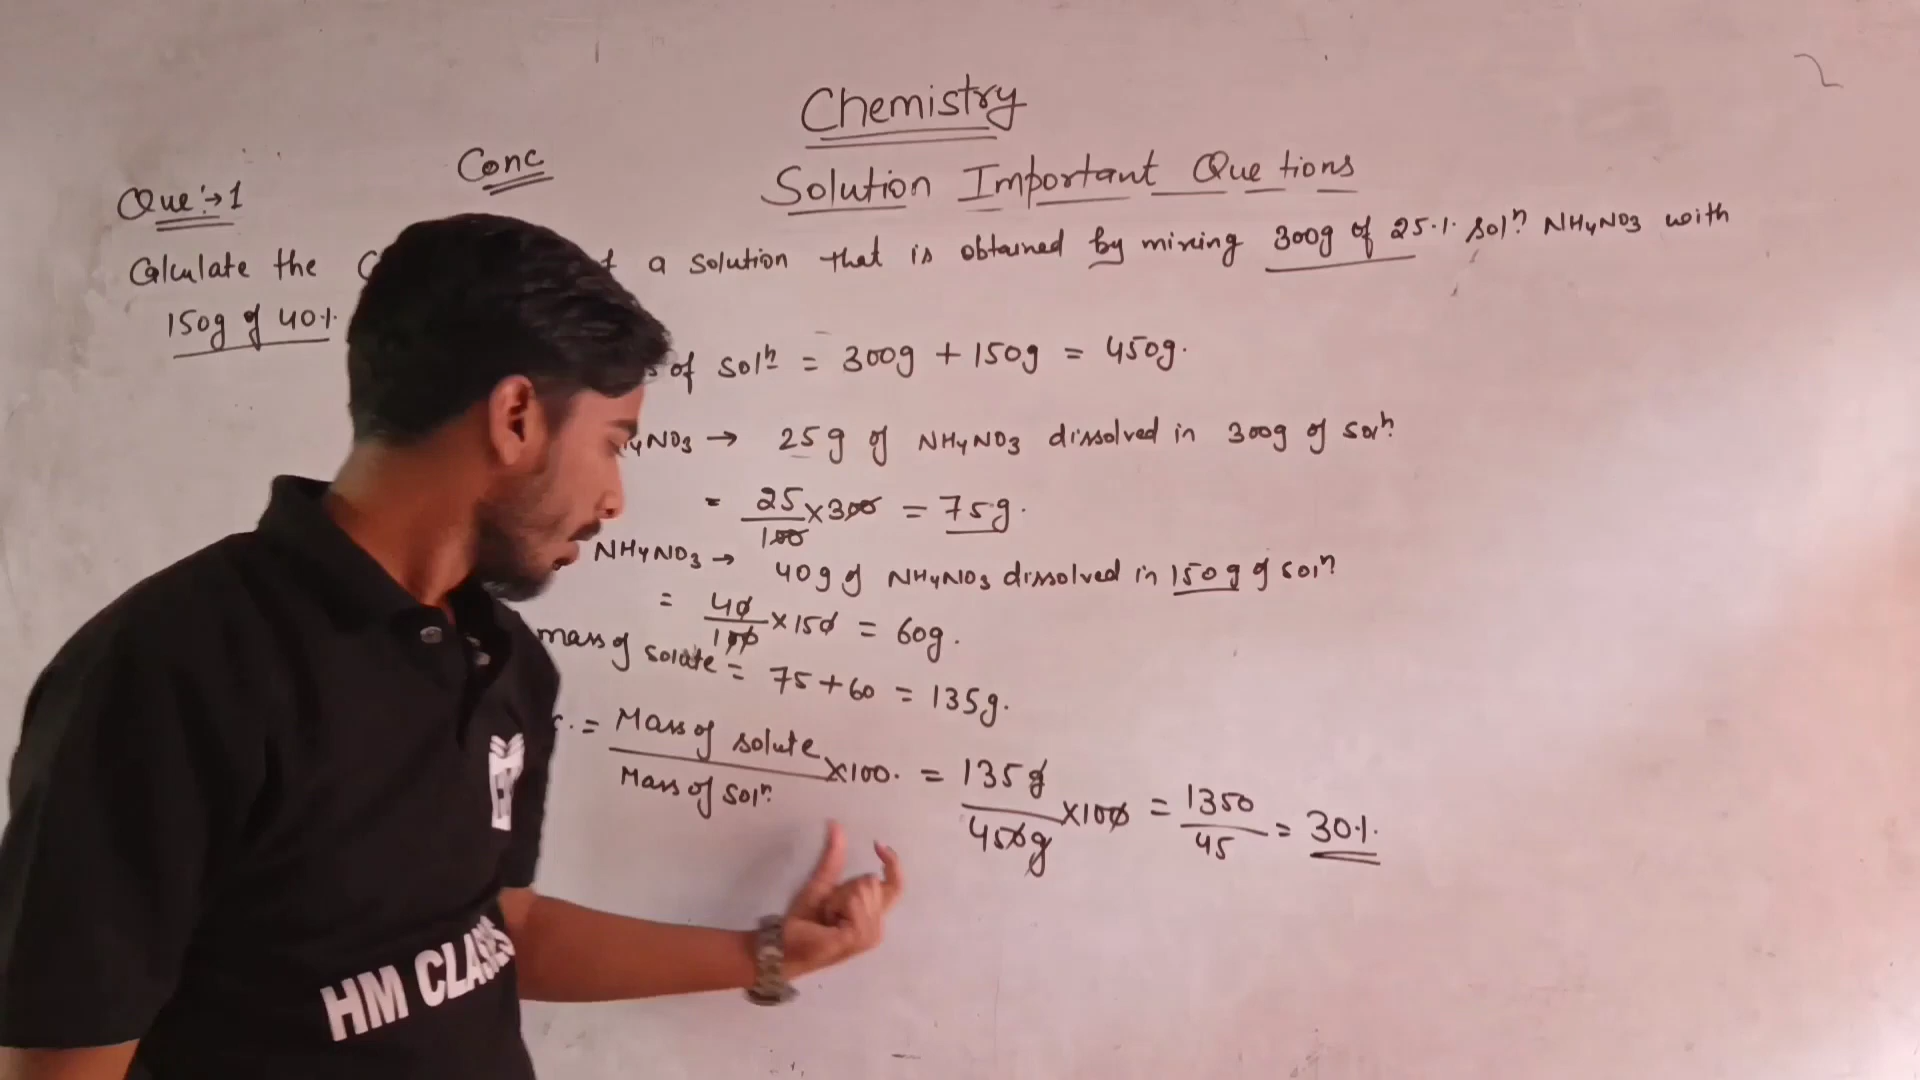 Chemistry
Conc
Solution Important Que tions
Que:→1
Calculate the a solution that is obtained by mixing 300g of 25% solⁿ NH4NO3 with
150g of 40%
of solⁿ = 300g + 150g = 450g.
4NO3 → 25g of NH4NO3 dissolved in 300g of solⁿ
= 25/100 × 300 = 75g.
NH4NO3 → 40g of NH4NO3 dissolved in 150g of solⁿ
= 40/100 × 150 = 60g.
mass of solute = 75 + 60 = 135g.
= Mass of solute/Mass of solⁿ × 100. = 135g/450g × 100 = 1350/45 = 30%.
HM CLASSES